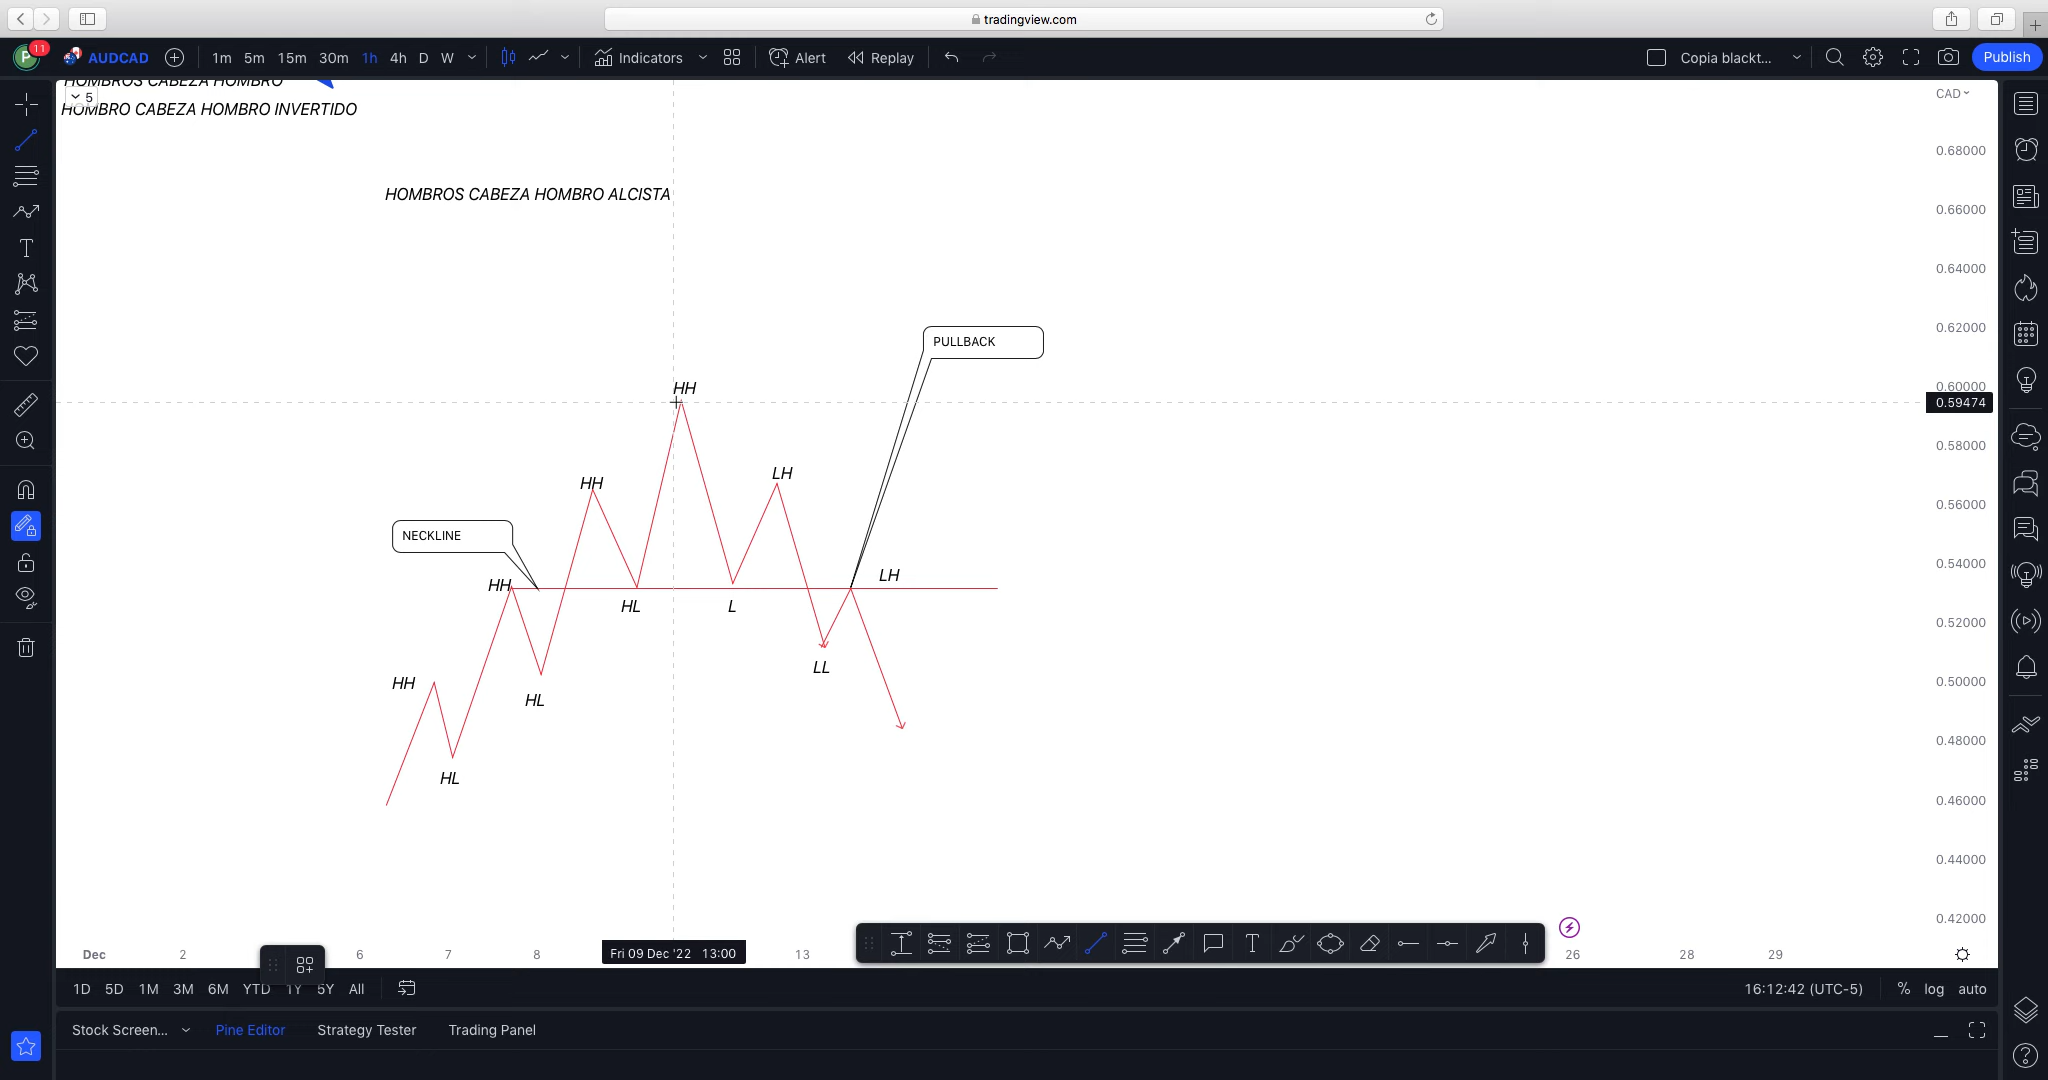 tradingview.com
P 11 AUDCAD 1m 5m 15m 30m 1h 4h D W Indicators Alert Replay Copia blackt... Publish
HOMBROS CABEZA HOMBRO
5
HOMBRO CABEZA HOMBRO INVERTIDO
CAD
HOMBROS CABEZA HOMBRO ALCISTA
PULLBACK
HH
LH
HH
NECKLINE
LH
HH
HL
L
LL
HH
HL
HL
0.68000
0.66000
0.64000
0.62000
0.60000
0.59474
0.58000
0.56000
0.54000
0.52000
0.50000
0.48000
0.46000
0.44000
0.42000
Dec 2 6 7 8 Fri 09 Dec '22 13:00 13 26 28 29
1D 5D 1M 3M 6M YTD 1Y 5Y All 16:12:42 (UTC-5) % log auto
Stock Screen... Pine Editor Strategy Tester Trading Panel